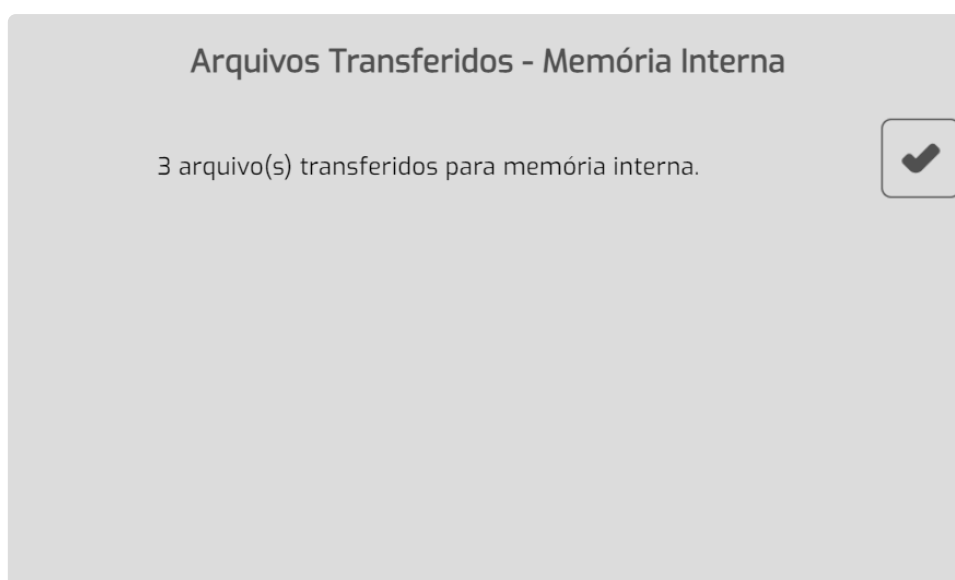 Arquivos Transferidos - Memória Interna
3 arquivo(s) transferidos para memória interna.